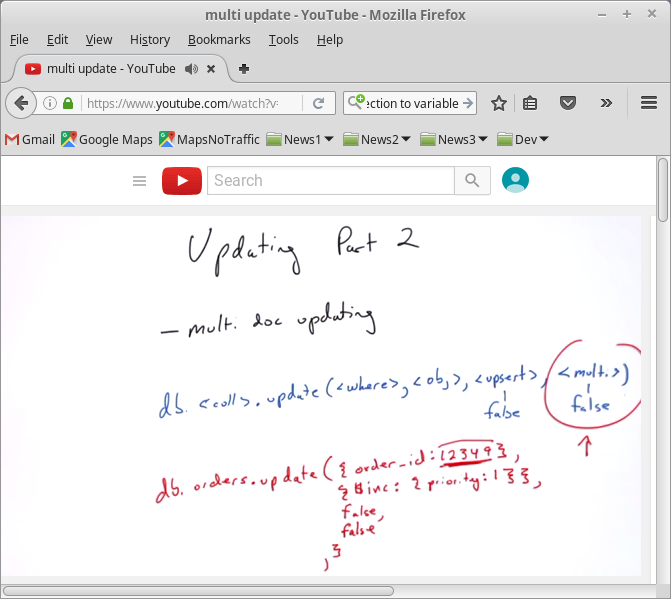 multi update - YouTube - Mozilla Firefox
File Edit View History Bookmarks Tools Help
multi update - YouTube
https://www.youtube.com/watch?v= ection to variable
Gmail Google Maps MapsNoTraffic News1 News2 News3 Dev
Search
Updating Part 2
— multi doc updating
db. <coll>.update(<where>, <obj>, <upsert>, <multi>)
false false
db. orders.update({order_id:12349},
{$inc: {priority:1}},
false,
false
,}